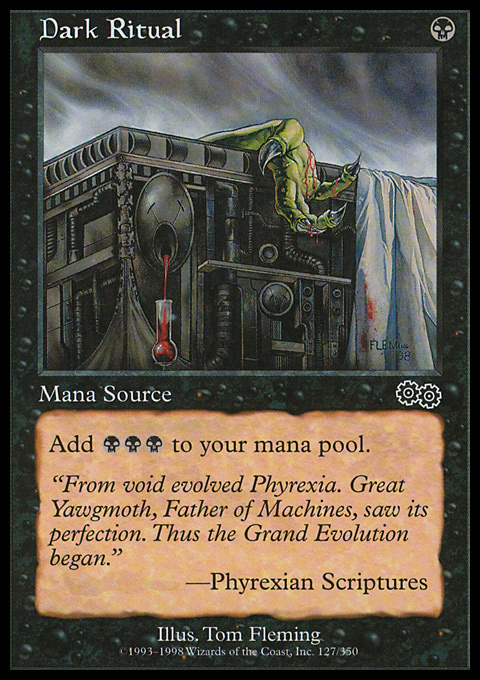 Dark Ritual
FLEMING
98
Mana Source
Add to your mana pool.
“From void evolved Phyrexia. Great
Yawgmoth, Father of Machines, saw its
perfection. Thus the Grand Evolution
began.”
—Phyrexian Scriptures
Illus. Tom Fleming
©1993-1998 Wizards of the Coast, Inc. 127/350